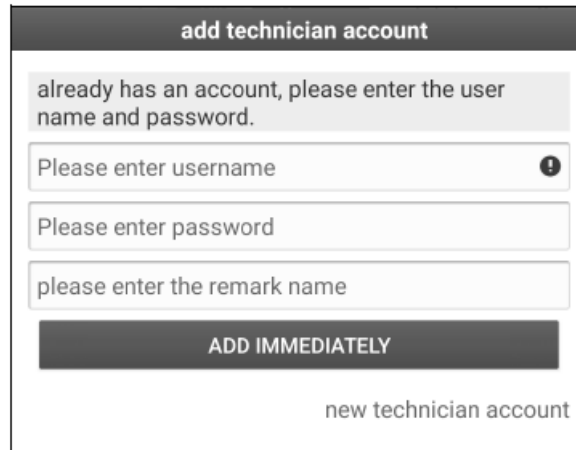 add technician account
already has an account, please enter the user
name and password.
Please enter username
Please enter password
please enter the remark name
ADD IMMEDIATELY
new technician account